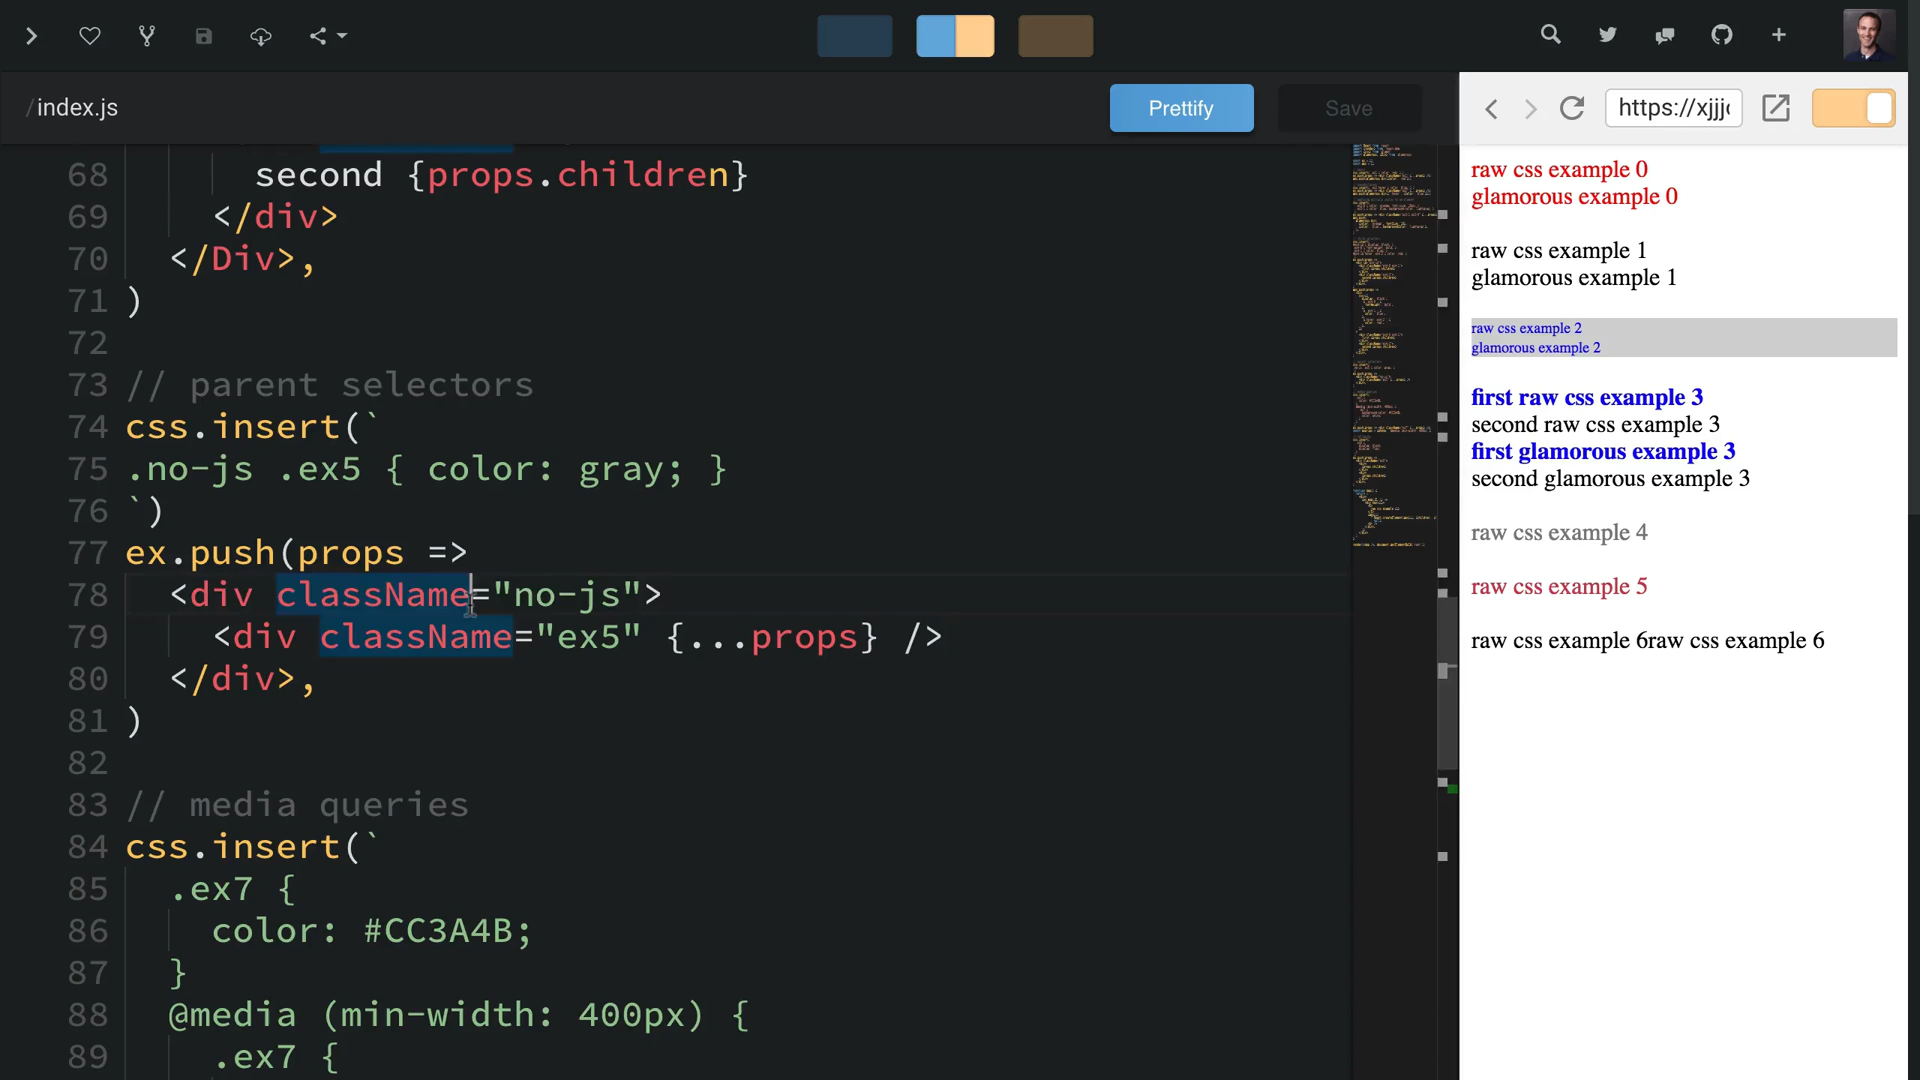 /index.js
Prettify
Save
https://xjjj
68 second {props.children}
69 </div>
70 </Div>,
71 )
72
73 // parent selectors
74 css.insert(`
75 .no-js .ex5 { color: gray; }
76 `)
77 ex.push(props =>
78 <div className="no-js">
79 <div className="ex5" {...props} />
80 </div>,
81 )
82
83 // media queries
84 css.insert(`
85 .ex7 {
86 color: #CC3A4B;
87 }
88 @media (min-width: 400px) {
89 .ex7 {
raw css example 0
glamorous example 0
raw css example 1
glamorous example 1
raw css example 2
glamorous example 2
first raw css example 3
second raw css example 3
first glamorous example 3
second glamorous example 3
raw css example 4
raw css example 5
raw css example 6raw css example 6